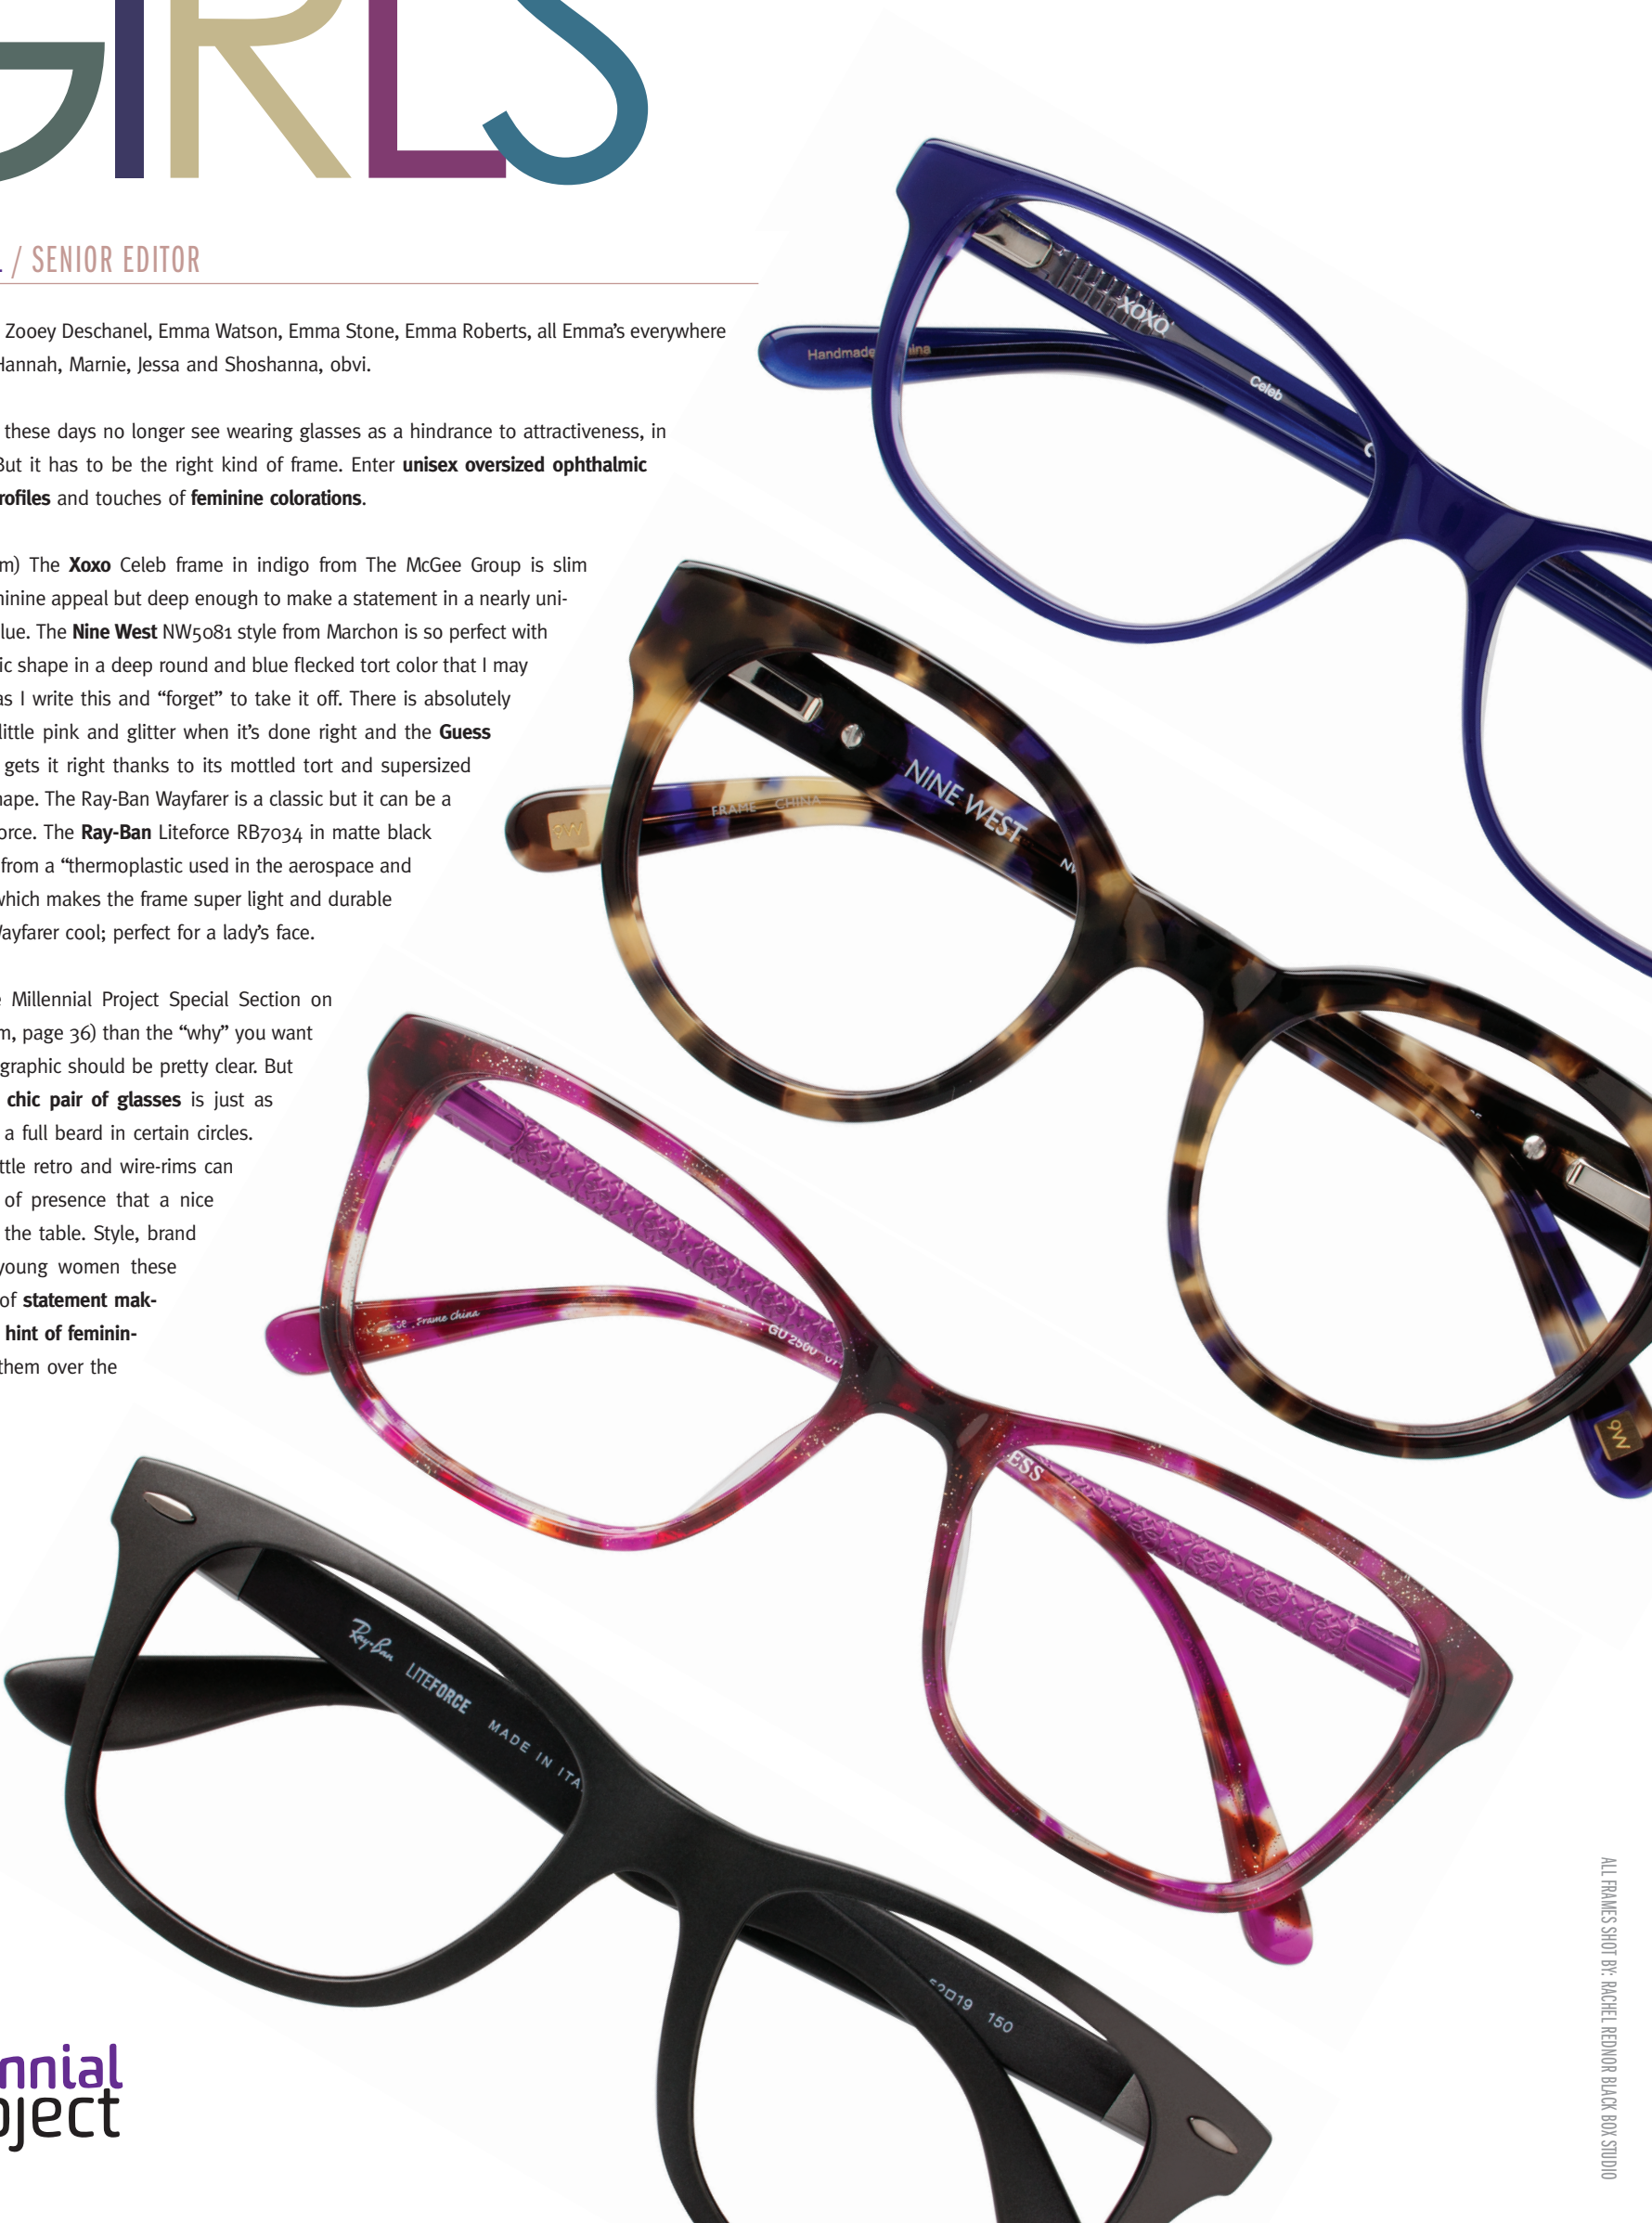 GIRLS
/ SENIOR EDITOR
Zooey Deschanel, Emma Watson, Emma Stone, Emma Roberts, all Emma’s everywhere
Hannah, Marnie, Jessa and Shoshanna, obvi.
these days no longer see wearing glasses as a hindrance to attractiveness, in
But it has to be the right kind of frame. Enter unisex oversized ophthalmic
rofiles and touches of feminine colorations.
m) The Xoxo Celeb frame in indigo from The McGee Group is slim
minine appeal but deep enough to make a statement in a nearly uni-
lue. The Nine West NW5081 style from Marchon is so perfect with
ic shape in a deep round and blue flecked tort color that I may
as I write this and “forget” to take it off. There is absolutely
little pink and glitter when it’s done right and the Guess
gets it right thanks to its mottled tort and supersized
hape. The Ray-Ban Wayfarer is a classic but it can be a
orce. The Ray-Ban Liteforce RB7034 in matte black
from a “thermoplastic used in the aerospace and
which makes the frame super light and durable
Wayfarer cool; perfect for a lady’s face.
e Millennial Project Special Section on
m, page 36) than the “why” you want
graphic should be pretty clear. But
chic pair of glasses is just as
a full beard in certain circles.
ttle retro and wire-rims can
of presence that a nice
the table. Style, brand
young women these
of statement mak-
hint of feminin-
them over the
XOXO
Celeb
Handmade ina
NINE WEST
FRAME CHINA
9W
9W
Frame China
GU 2500
ESS
Ray-Ban LITEFORCE MADE IN ITA
52□19 150
nnial
oject
ALL FRAMES SHOT BY: RACHEL REDNOR BLACK BOX STUDIO